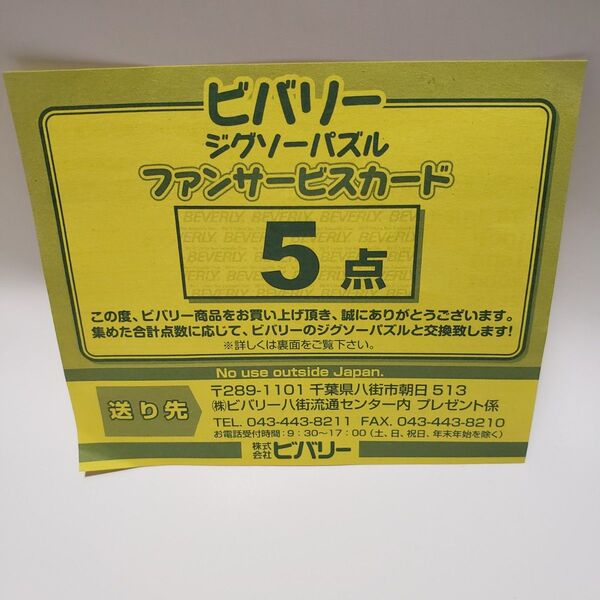 ビバリー
ジグソーパズル
ファンサービスカード
BEVERLY. BEVERLY. BEVERLY. BEVERLY.
5点
この度、ビバリー商品をお買い上げ頂き、誠にありがとうございます。
集めた合計点数に応じて、ビバリーのジグソーパズルと交換致します!
※詳しくは裏面をご覧下さい。
No use outside Japan.
送り先
〒289-1101 千葉県八街市朝日513
㈱ビバリー八街流通センター内 プレゼント係
TEL. 043-443-8211 FAX. 043-443-8210
お電話受付時間:9:30~17:00(土、日、祝日、年末年始を除く)
株式会社ビバリー